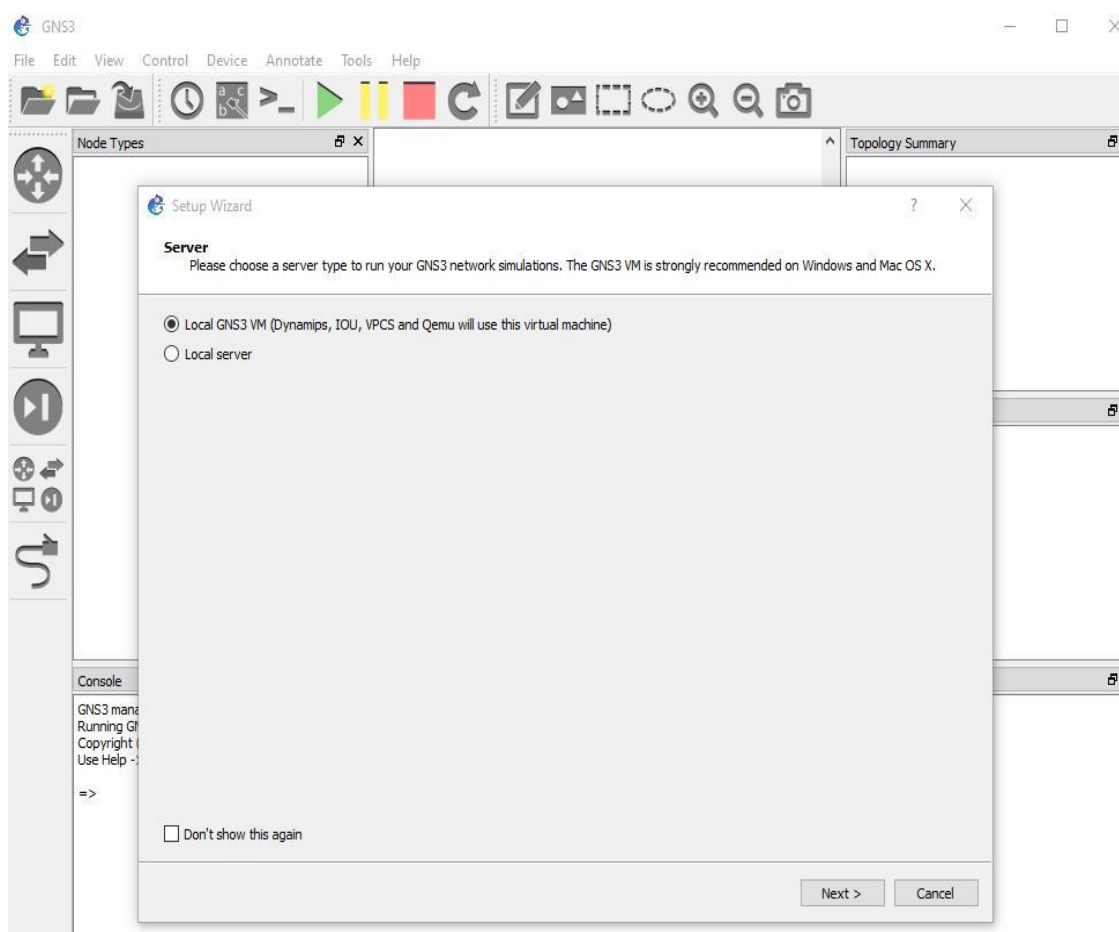 GNS3
File Edit View Control Device Annotate Tools Help
Node Types
Topology Summary
Setup Wizard
Server
Please choose a server type to run your GNS3 network simulations. The GNS3 VM is strongly recommended on Windows and Mac OS X.
Local GNS3 VM (Dynamips, IOU, VPCS and Qemu will use this virtual machine)
Local server
Console
GNS3 mana
Running GN
Copyright (
Use Help ->
=>
Don't show this again
Next > Cancel